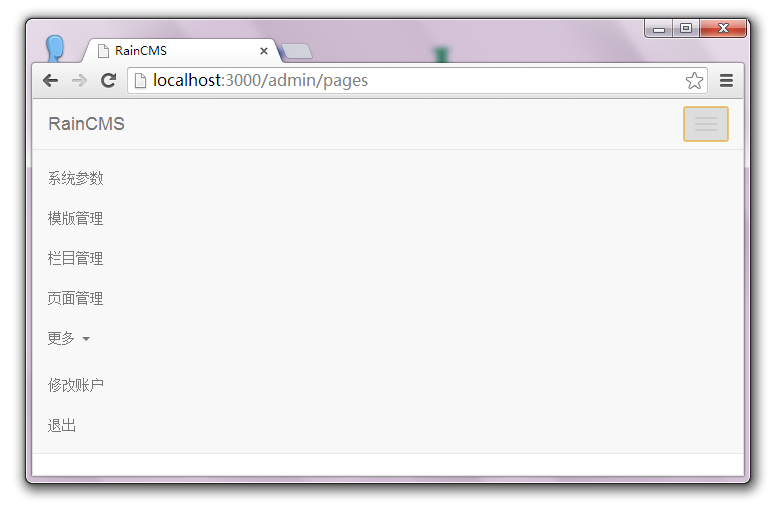 RainCMS
localhost:3000/admin/pages
RainCMS
系统参数
模版管理
栏目管理
页面管理
更多
修改账户
退出